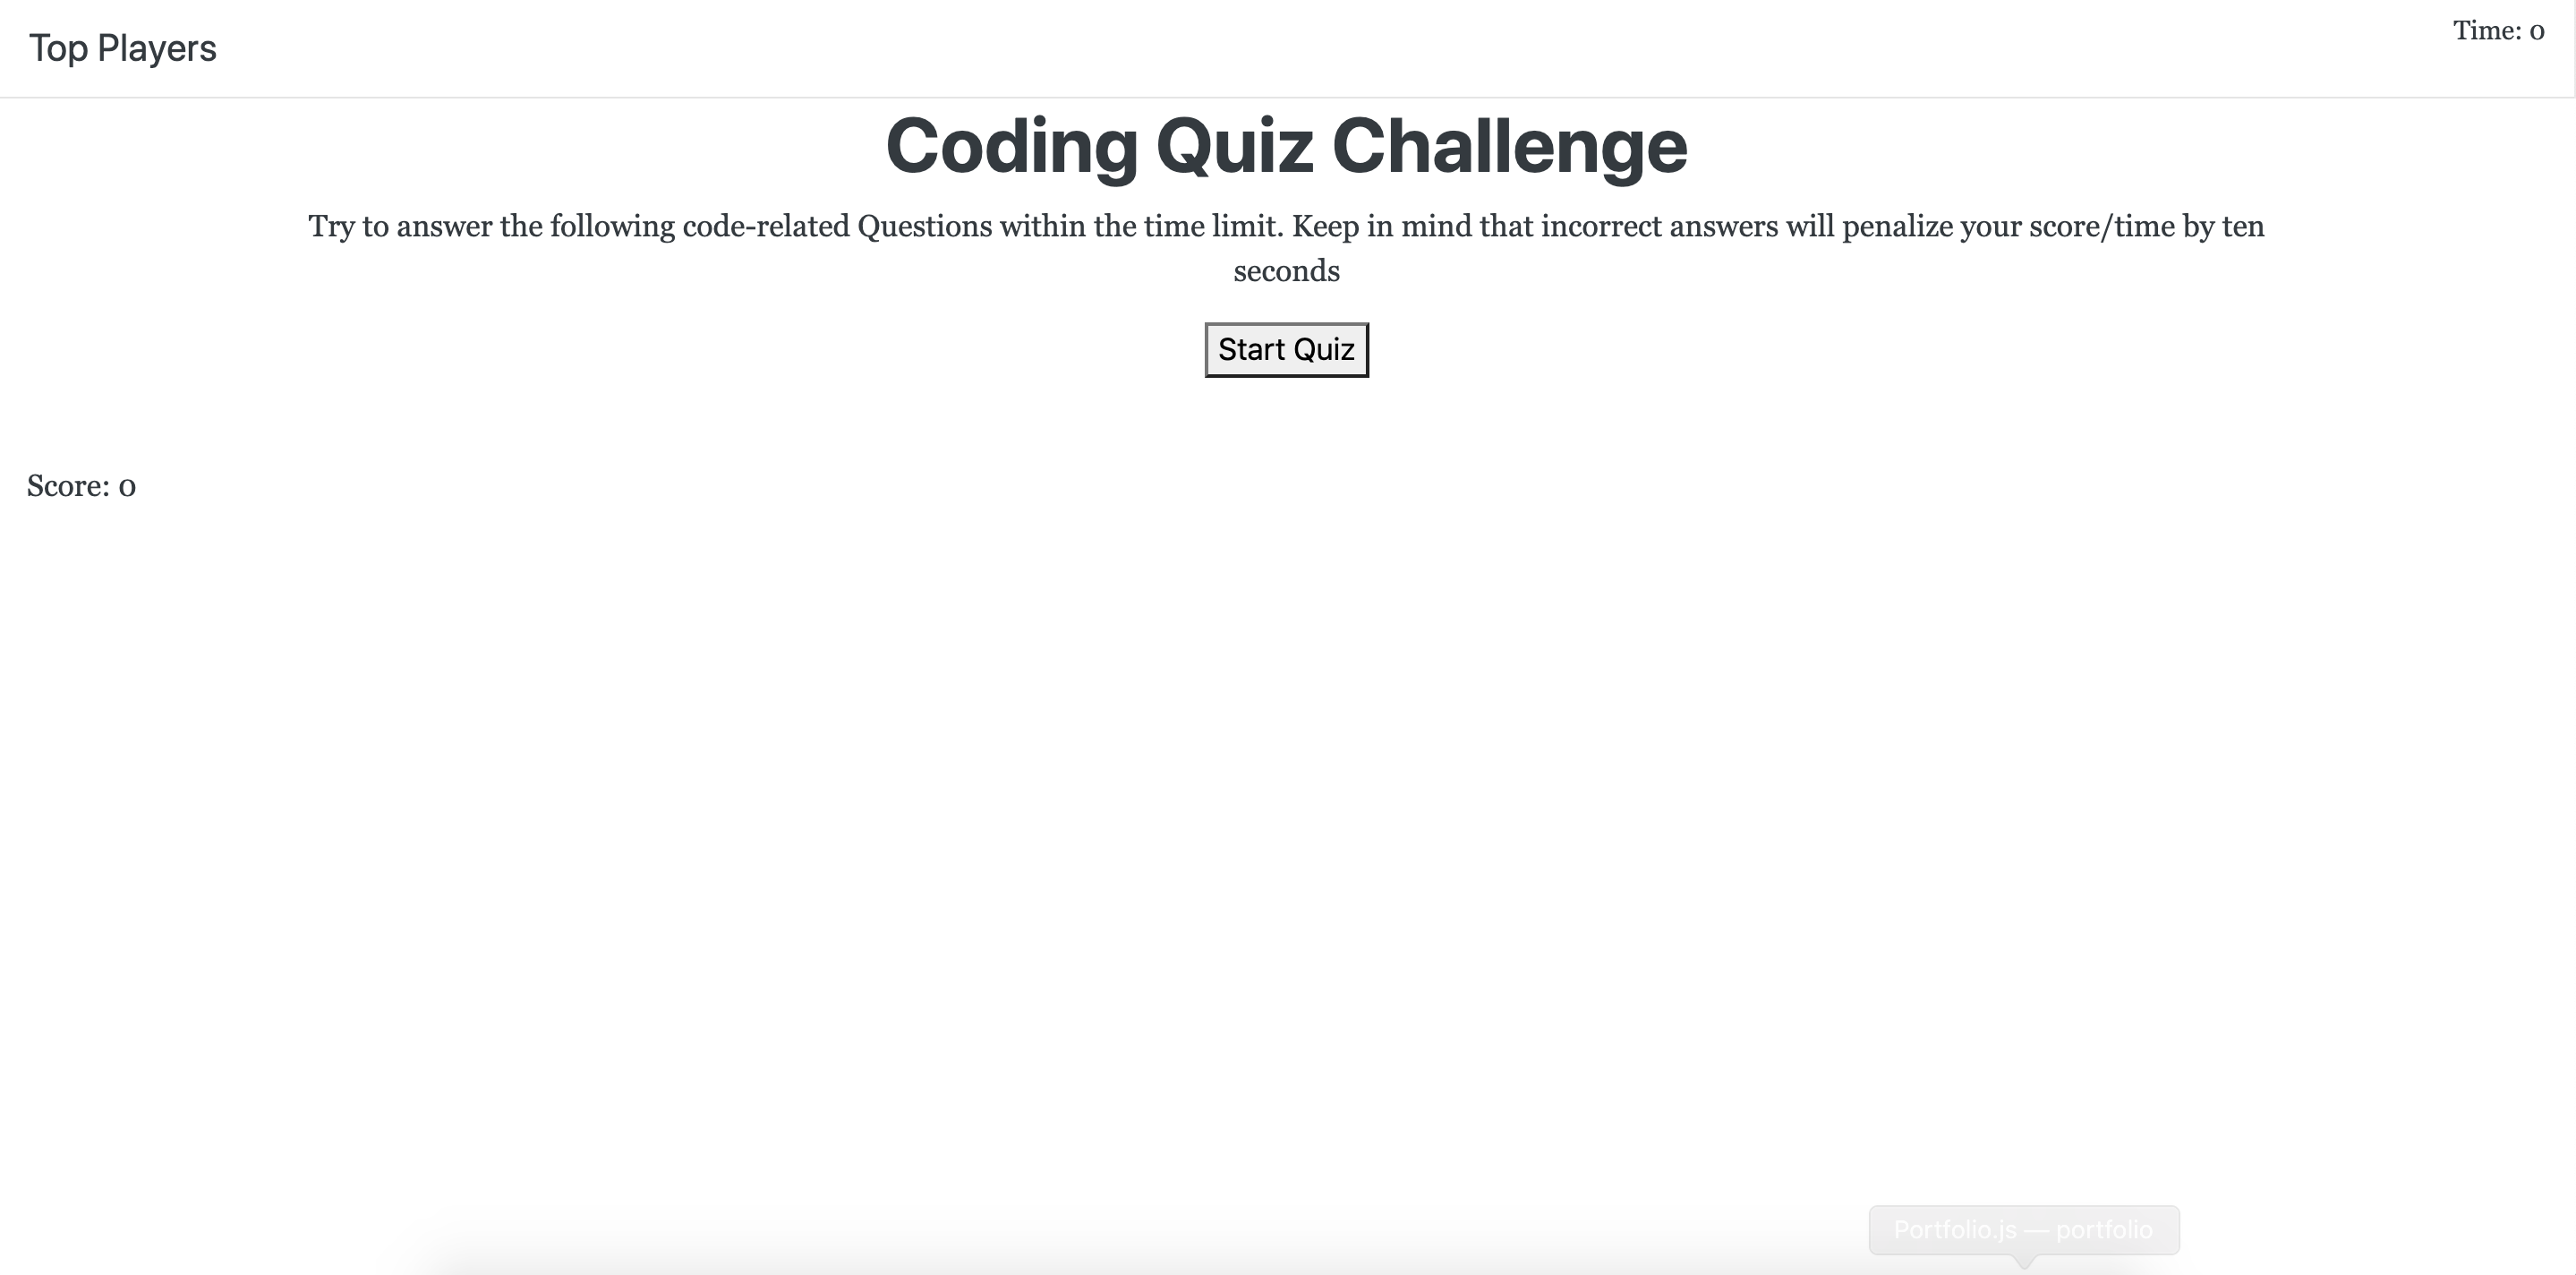 Top Players
Time: 0
Coding Quiz Challenge
Try to answer the following code-related Questions within the time limit. Keep in mind that incorrect answers will penalize your score/time by ten
seconds
Start Quiz
Score: 0
Portfolio.js — portfolio